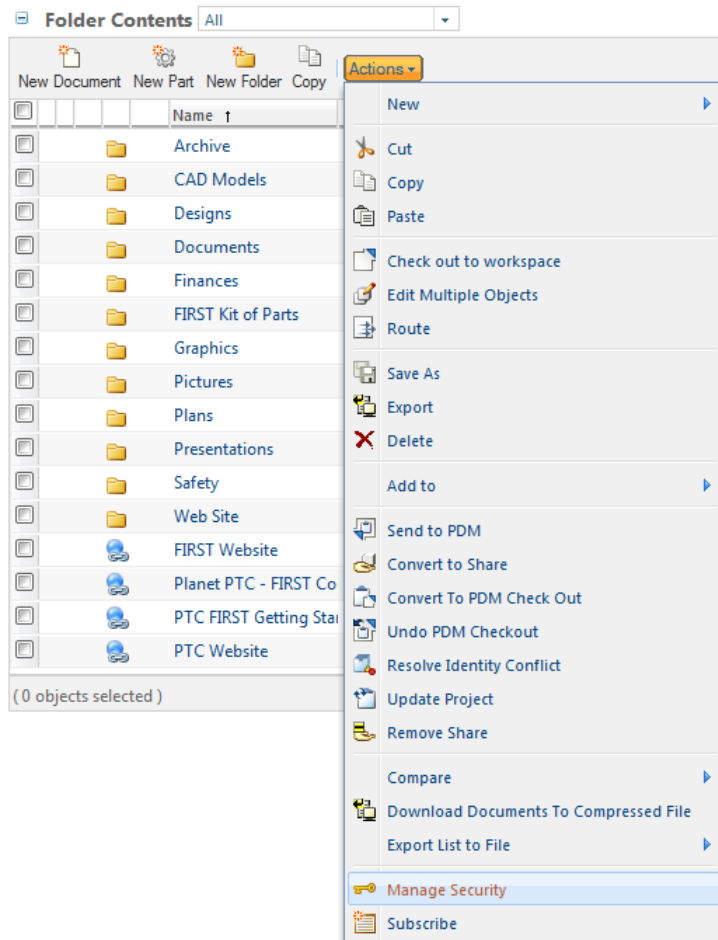 Folder Contents All
New Document New Part New Folder Copy Actions
Name
Archive
CAD Models
Designs
Documents
Finances
FIRST Kit of Parts
Graphics
Pictures
Plans
Presentations
Safety
Web Site
FIRST Website
Planet PTC - FIRST Co
PTC FIRST Getting Star
PTC Website
( 0 objects selected )
New
Cut
Copy
Paste
Check out to workspace
Edit Multiple Objects
Route
Save As
Export
Delete
Add to
Send to PDM
Convert to Share
Convert To PDM Check Out
Undo PDM Checkout
Resolve Identity Conflict
Update Project
Remove Share
Compare
Download Documents To Compressed File
Export List to File
Manage Security
Subscribe